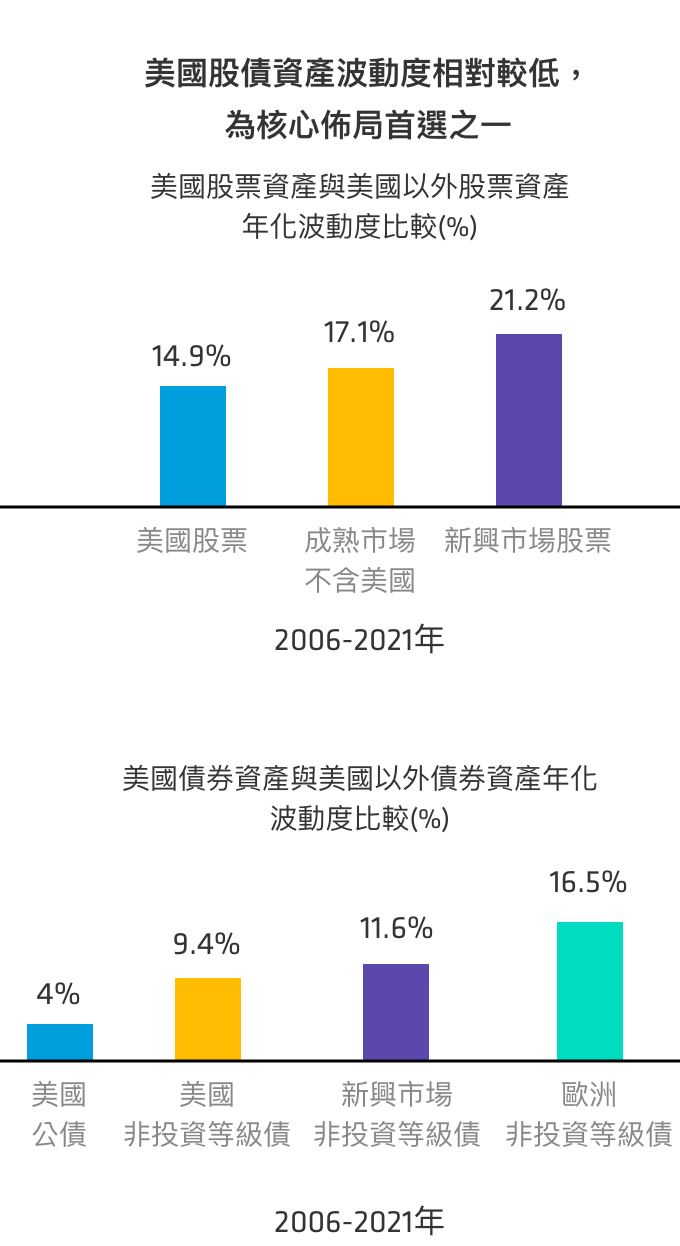 美國股債資產波動度相對較低，
為核心佈局首選之一
美國股票資產與美國以外股票資產
年化波動度比較(%)
14.9%
17.1%
21.2%
美國股票
成熟市場
不含美國
新興市場股票
2006-2021年
美國債券資產與美國以外債券資產年化
波動度比較(%)
4%
9.4%
11.6%
16.5%
美國
公債
美國
非投資等級債
新興市場
非投資等級債
歐洲
非投資等級債
2006-2021年